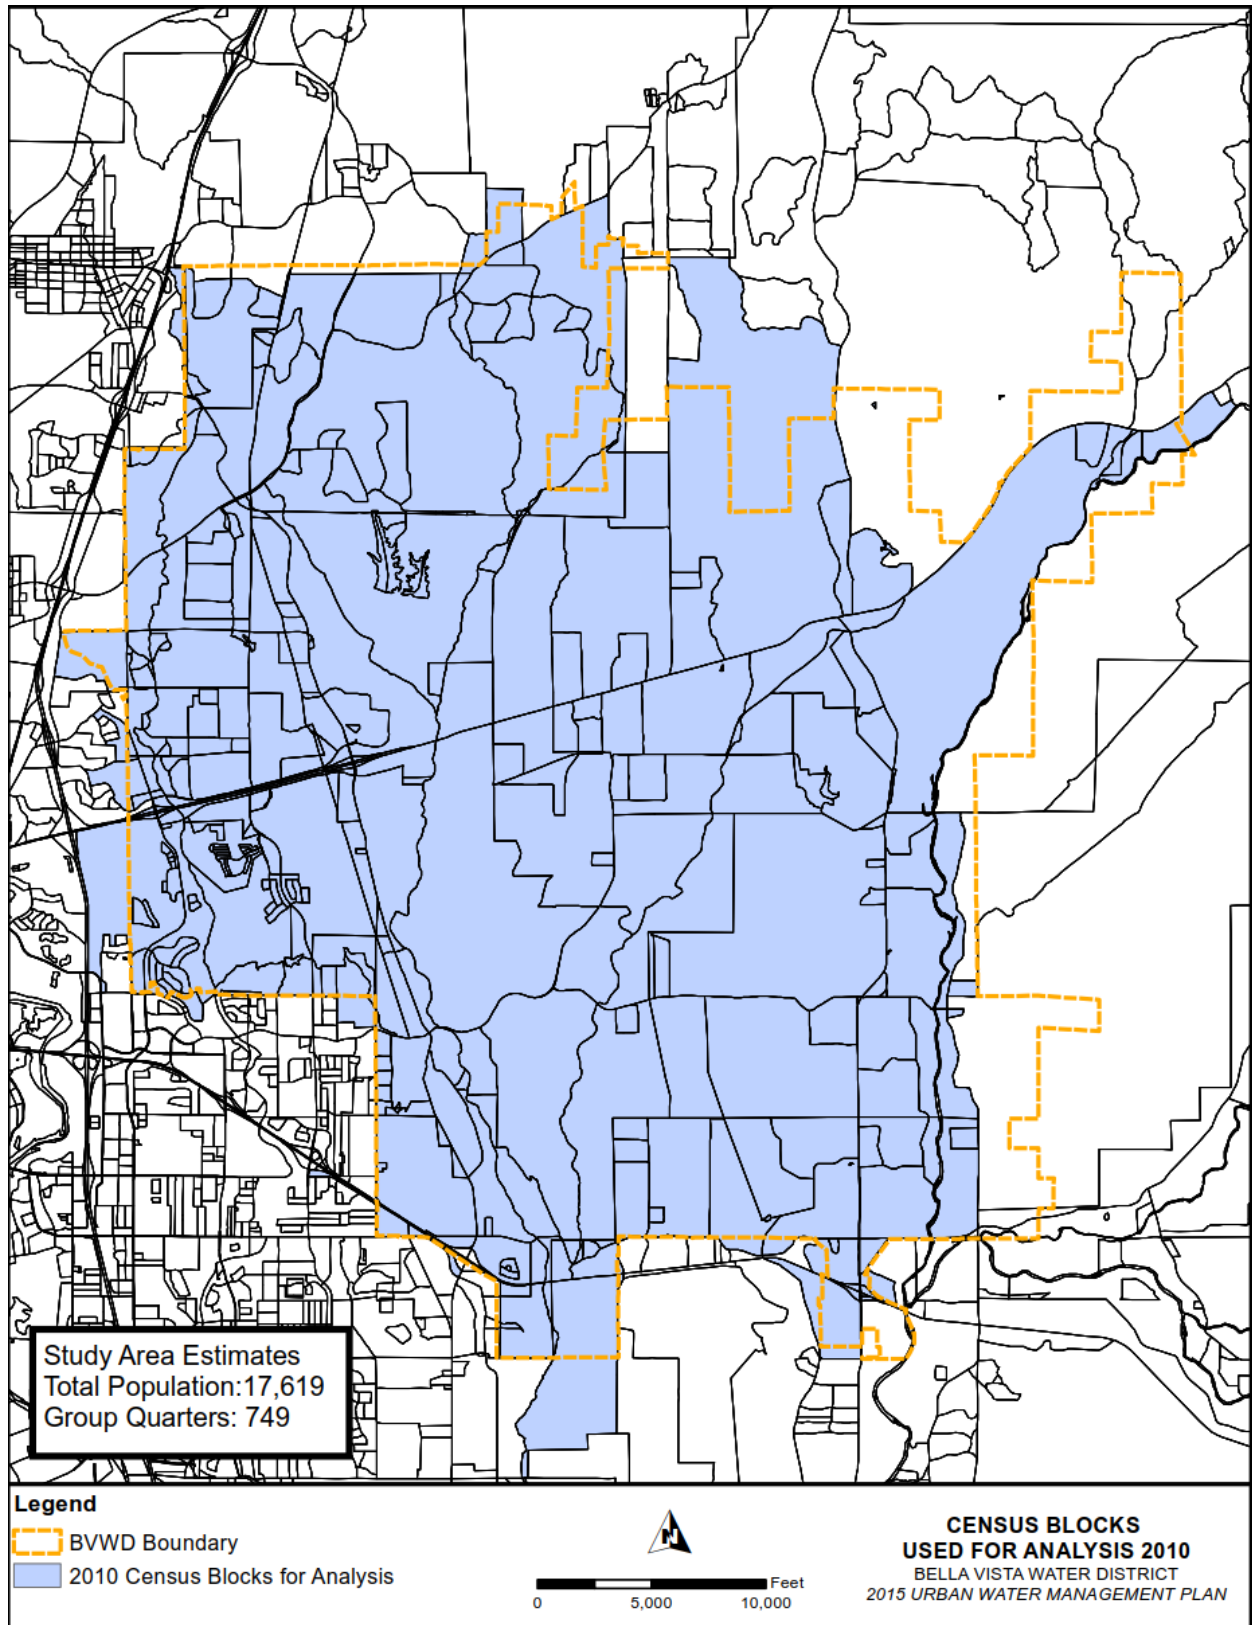 Study Area Estimates
Total Population:17,619
Group Quarters: 749
Legend
BVWD Boundary
2010 Census Blocks for Analysis
N
Feet
0 5,000 10,000
CENSUS BLOCKS
USED FOR ANALYSIS 2010
BELLA VISTA WATER DISTRICT
2015 URBAN WATER MANAGEMENT PLAN